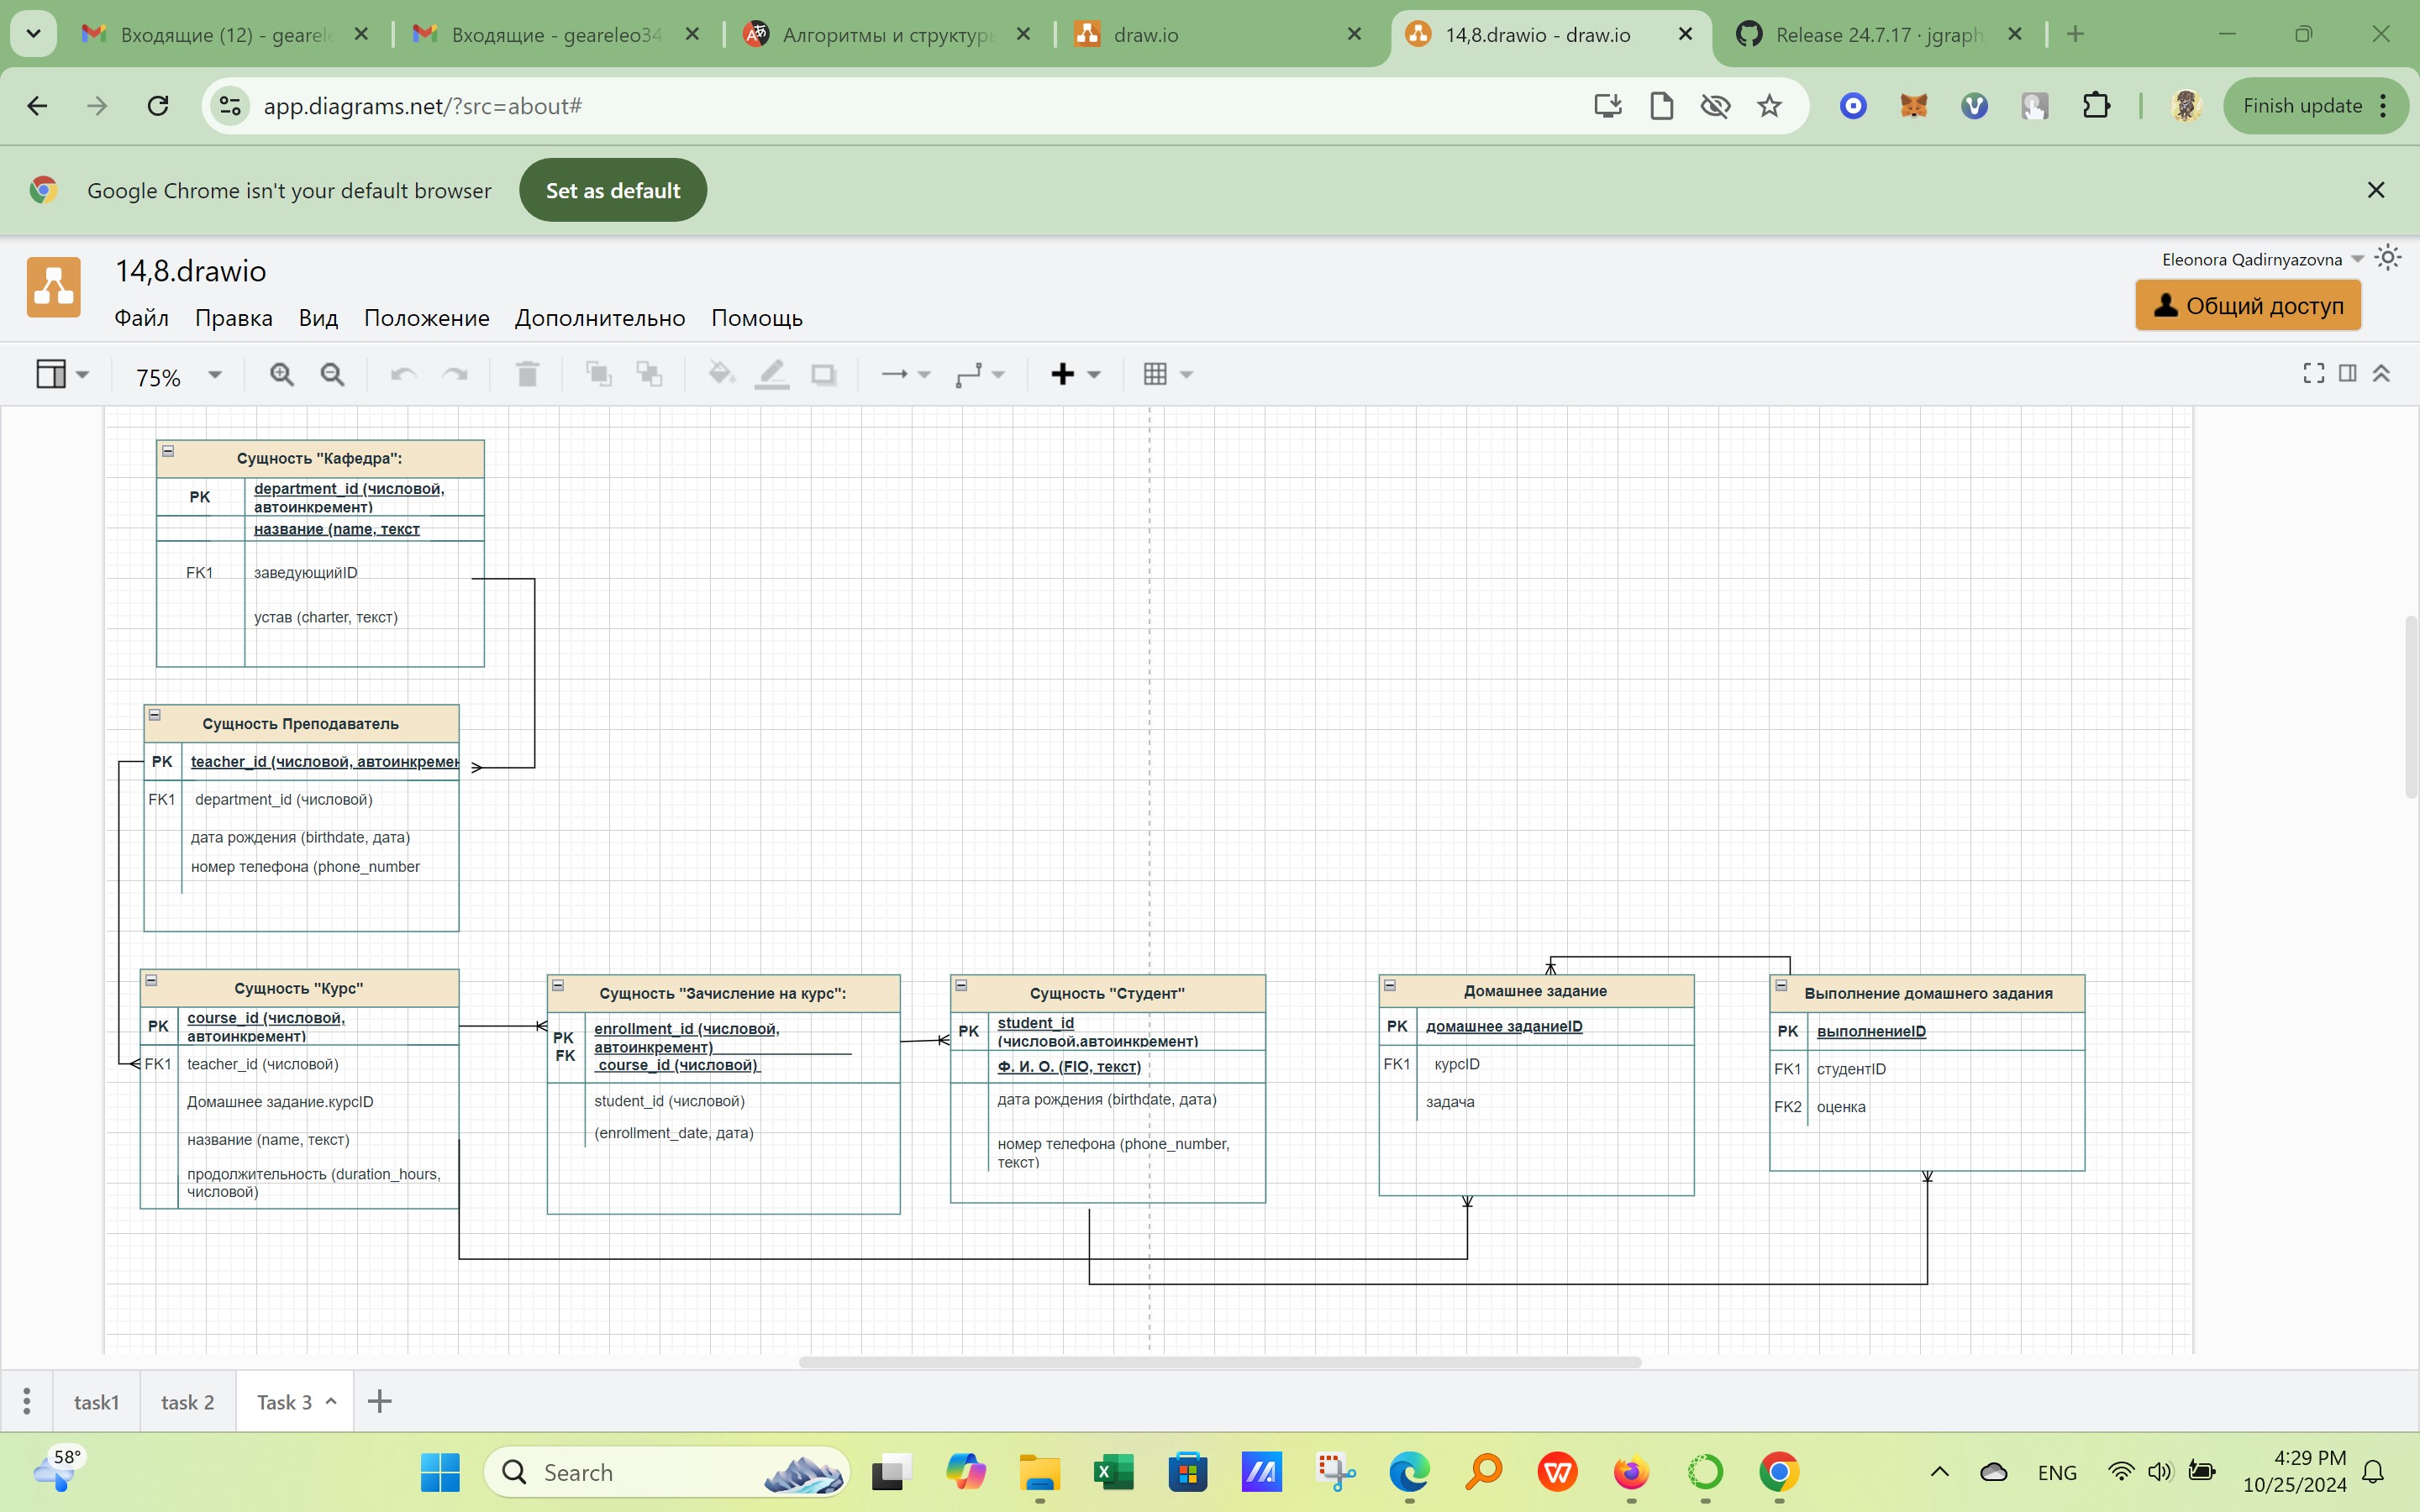 Входящие (12) - geare
Входящие - geareleo34
Алгоритмы и структур
draw.io
14,8.drawio - draw.io
Release 24.7.17 · jgraph
app.diagrams.net/?src=about#
Finish update
Google Chrome isn't your default browser
Set as default
14,8.drawio
Eleonora Qadirnyazovna
Файл Правка Вид Положение Дополнительно Помощь
Общий доступ
75%
Сущность "Кафедра":
PK
department_id (числовой,
автоинкремент)
название (name, текст
FK1
заведующийID
устав (charter, текст)
Сущность Преподаватель
PK
teacher_id (числовой, автоинкремен
FK1
department_id (числовой)
дата рождения (birthdate, дата)
номер телефона (phone_number
Сущность "Курс"
PK
course_id (числовой,
автоинкремент)
FK1
teacher_id (числовой)
Домашнее задание.курсID
название (name, текст)
продолжительность (duration_hours,
числовой)
Сущность "Зачисление на курс":
PK
FK
enrollment_id (числовой,
автоинкремент)
course_id (числовой)
student_id (числовой)
(enrollment_date, дата)
Сущность "Студент"
PK
student_id
(числовой.автоинкремент)
Ф. И. О. (FIO, текст)
дата рождения (birthdate, дата)
номер телефона (phone_number,
текст)
Домашнее задание
PK
домашнее заданиеID
FK1
курсID
задача
Выполнение домашнего задания
PK
выполнениеID
FK1
студентID
FK2
оценка
task1
task 2
Task 3
58°
Search
ENG
4:29 PM
10/25/2024